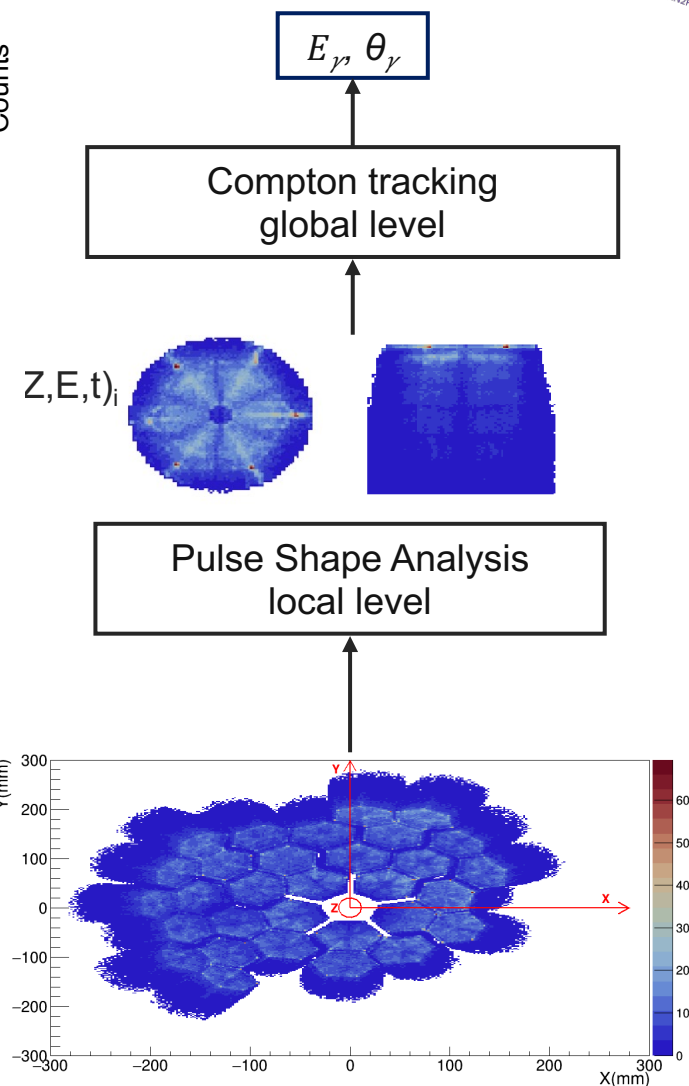 Counts
Eγ, θγ
Compton tracking
global level
Z,E,t)i
Pulse Shape Analysis
local level
Y(mm)
300
200
100
0
−100
−200
−300
Y
X
Z
60
50
40
30
20
10
0
−300
−200
−100
0
100
200
300
X(mm)